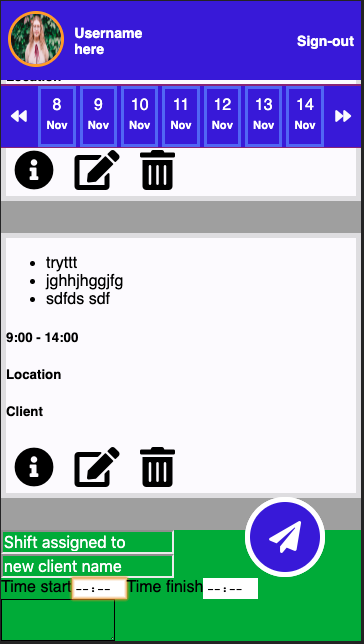 Username
here
Sign-out
Location
8 9 10 11 12 13 14
Nov Nov Nov Nov Nov Nov Nov
• tryttt
• jghhjhggjfg
• sdfds sdf
9:00 - 14:00
Location
Client
Shift assigned to
new client name
Time start --:-- Time finish --:--